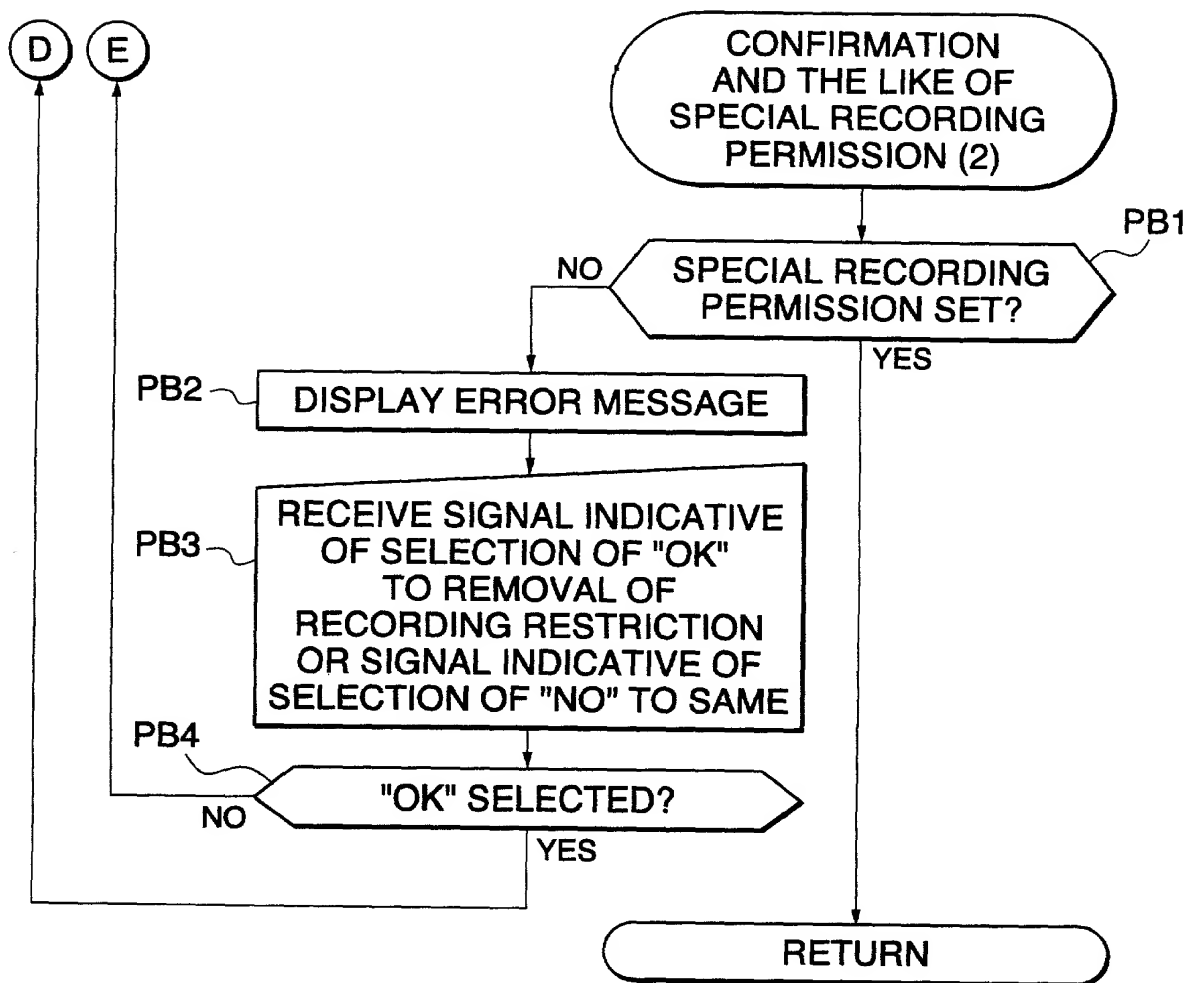 D E
CONFIRMATION
AND THE LIKE OF
SPECIAL RECORDING
PERMISSION (2)
PB1
SPECIAL RECORDING
PERMISSION SET?
NO
YES
PB2
DISPLAY ERROR MESSAGE
PB3
RECEIVE SIGNAL INDICATIVE
OF SELECTION OF "OK"
TO REMOVAL OF
RECORDING RESTRICTION
OR SIGNAL INDICATIVE OF
SELECTION OF "NO" TO SAME
PB4
"OK" SELECTED?
NO
YES
RETURN